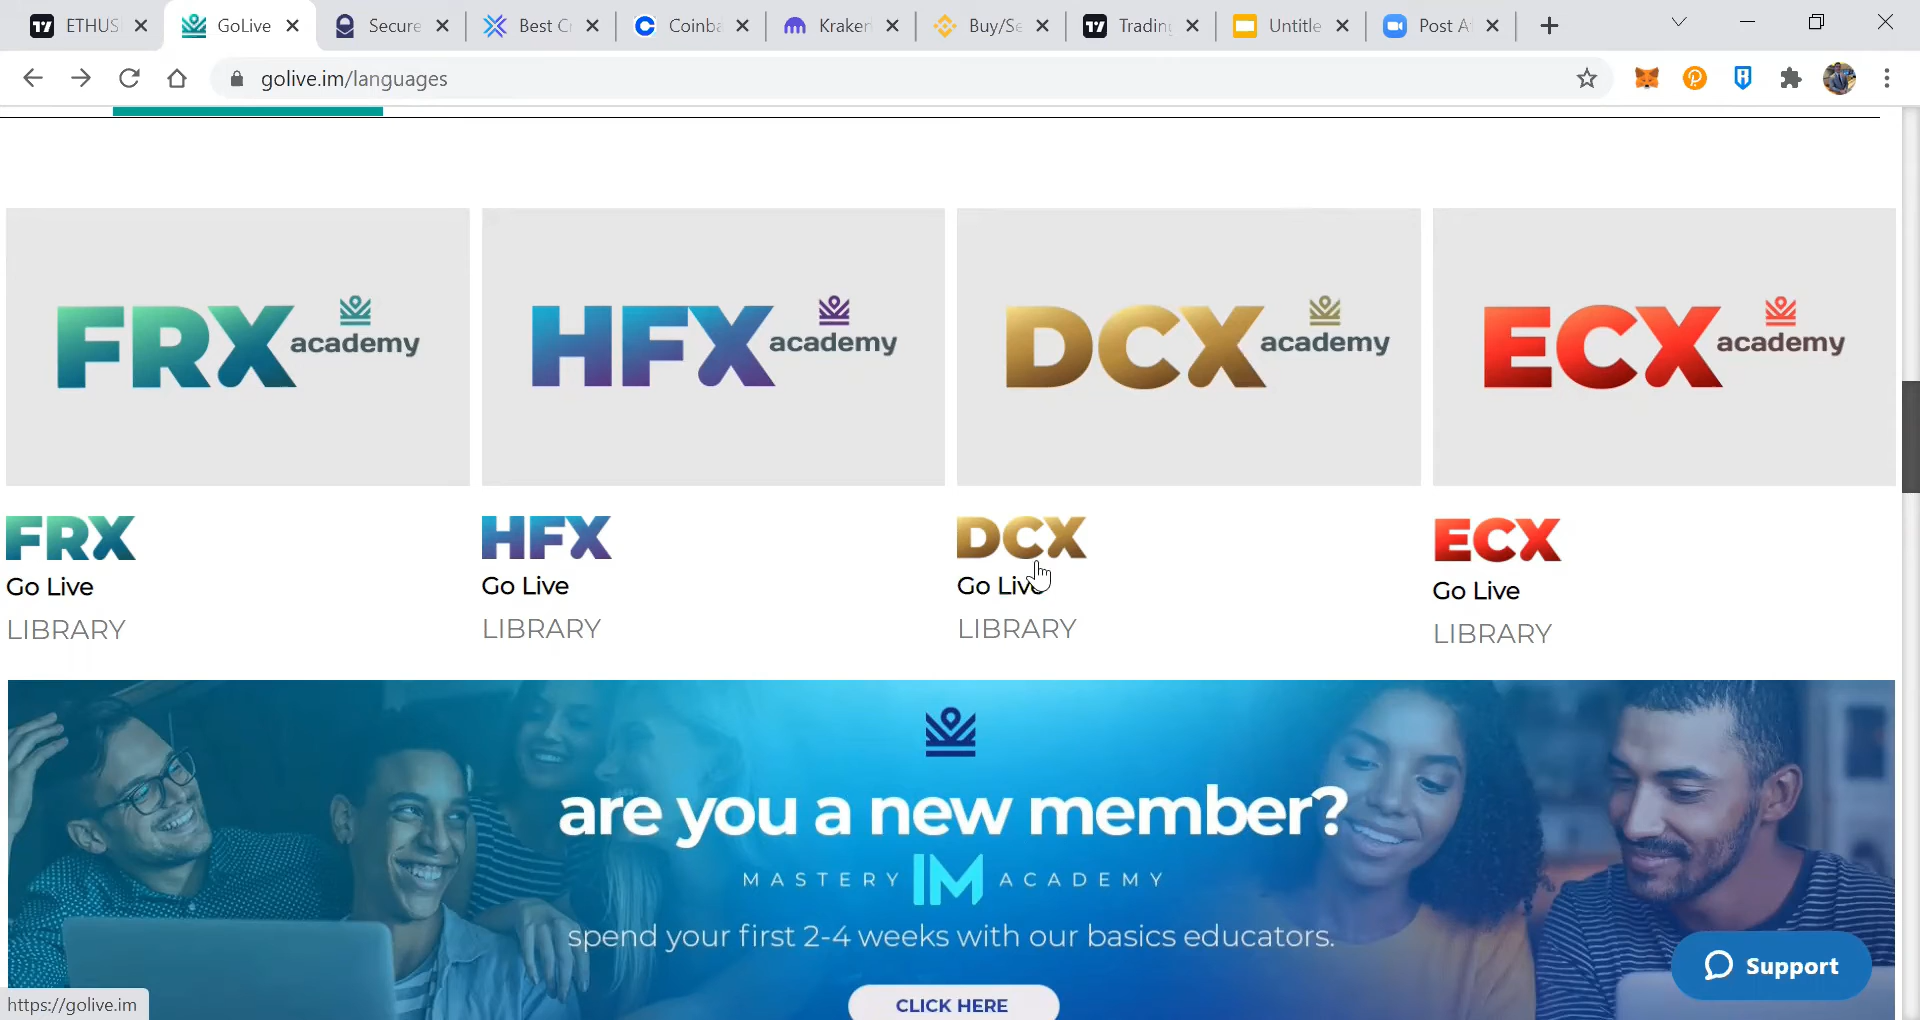 ETHUS
GoLive
Secure
Best Cr
Coinba
Kraken
Buy/Se
Trading
Untitle
Post A
golive.im/languages
FRX academy
HFX academy
DCX academy
ECX academy
FRX
Go Live
LIBRARY
HFX
Go Live
LIBRARY
DCX
Go Live
LIBRARY
ECX
Go Live
LIBRARY
are you a new member?
MASTERY IM ACADEMY
spend your first 2-4 weeks with our basics educators.
CLICK HERE
Support
https://golive.im